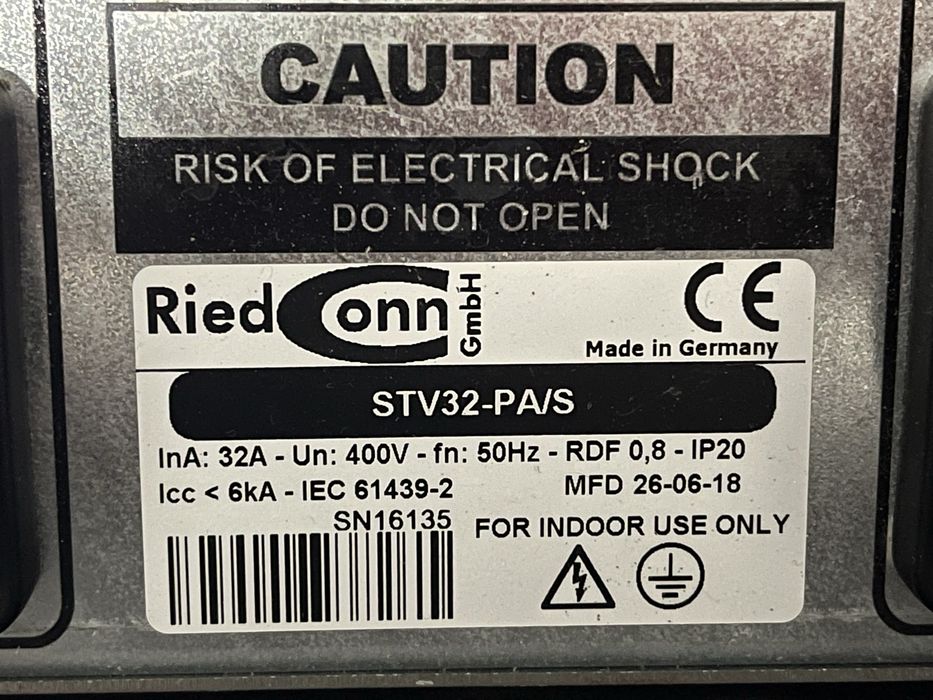 CAUTION
RISK OF ELECTRICAL SHOCK
DO NOT OPEN
RiedConn GmbH
CE
Made in Germany
STV32-PA/S
InA: 32A - Un: 400V - fn: 50Hz - RDF 0,8 - IP20
Icc < 6kA - IEC 61439-2 MFD 26-06-18
SN16135 FOR INDOOR USE ONLY